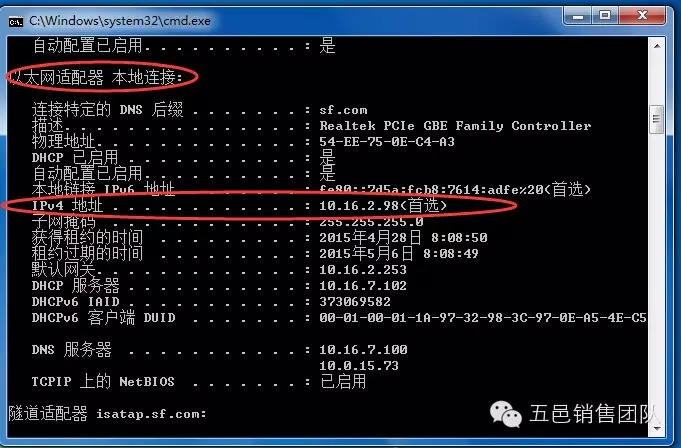 C:\Windows\system32\cmd.exe
自动配置已启用. . . . . . . . . . : 是
以太网适配器 本地连接:
连接特定的 DNS 后缀 . . . . . . . : sf.com
描述. . . . . . . . . . . . . . . : Realtek PCIe GBE Family Controller
物理地址. . . . . . . . . . . . . : 54-EE-75-0E-C4-A3
DHCP 已启用 . . . . . . . . . . . : 是
自动配置已启用. . . . . . . . . . : 是
本地链接 IPv6 地址. . . . . . . . : fe80::7d5a:fcb8:7614:adfe%20(首选)
IPv4 地址 . . . . . . . . . . . . : 10.16.2.98(首选)
子网掩码 . . . . . . . . . . . . : 255.255.255.0
获得租约的时间 . . . . . . . . . : 2015年4月28日 8:08:50
租约过期的时间 . . . . . . . . . : 2015年5月6日 8:08:49
默认网关. . . . . . . . . . . . . : 10.16.2.253
DHCP 服务器 . . . . . . . . . . . : 10.16.7.102
DHCPv6 IAID . . . . . . . . . . . : 373069582
DHCPv6 客户端 DUID . . . . . . . : 00-01-00-01-1A-97-32-98-3C-97-0E-A5-4E-C5
DNS 服务器 . . . . . . . . . . . : 10.16.7.100
10.0.15.73
TCPIP 上的 NetBIOS . . . . . . . : 已启用
隧道适配器 isatap.sf.com:
五邑销售团队